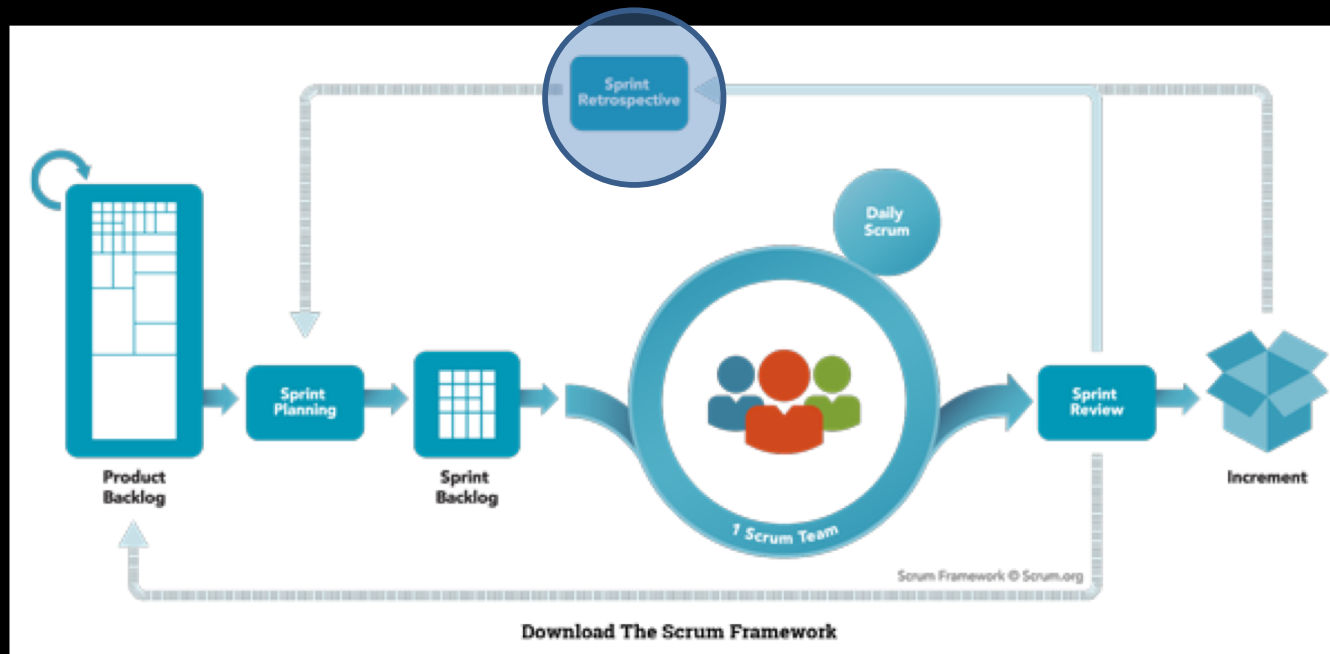 Sprint
Retrospective
Daily
Scrum
Sprint
Planning
Sprint
Review
Product
Backlog
Sprint
Backlog
Increment
1 Scrum Team
Scrum Framework © Scrum.org
Download The Scrum Framework